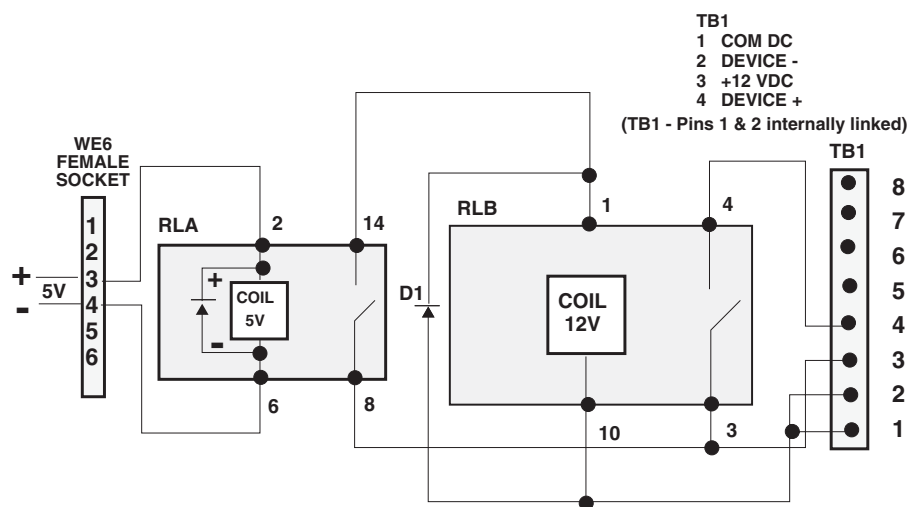 TB1
1 COM DC
2 DEVICE -
3 +12 VDC
4 DEVICE +
(TB1 - Pins 1 & 2 internally linked)
WE6
FEMALE
SOCKET
TB1
1
2
3
4
5
6
+
5V
-
RLA
2
14
+
COIL
5V
-
6
8
D1
RLB
1
4
COIL
12V
10
3
8
7
6
5
4
3
2
1